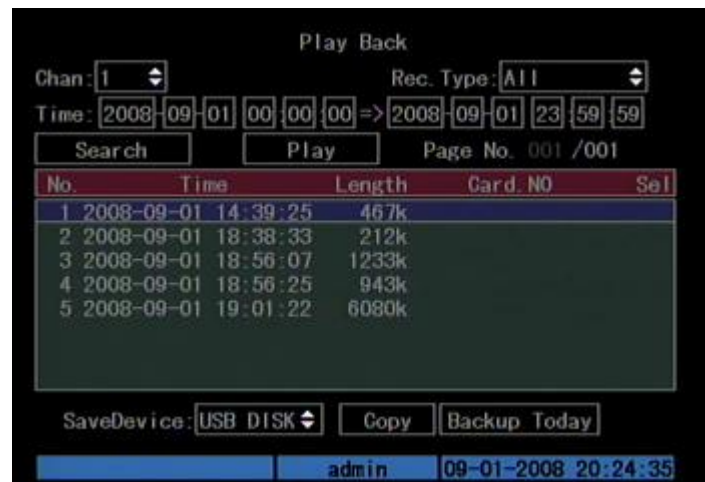 Play Back
Chan:1 Rec.Type:All
Time:2008-09-01 00:00:00=>2008-09-01 23:59:59
Search Play Page No. 001/001
No. Time Length Card.NO Sel
1 2008-09-01 14:39:25 467k
2 2008-09-01 18:38:33 212k
3 2008-09-01 18:56:07 1233k
4 2008-09-01 18:56:25 943k
5 2008-09-01 19:01:22 6080k
SaveDevice:USB DISK Copy Backup Today
admin 09-01-2008 20:24:35